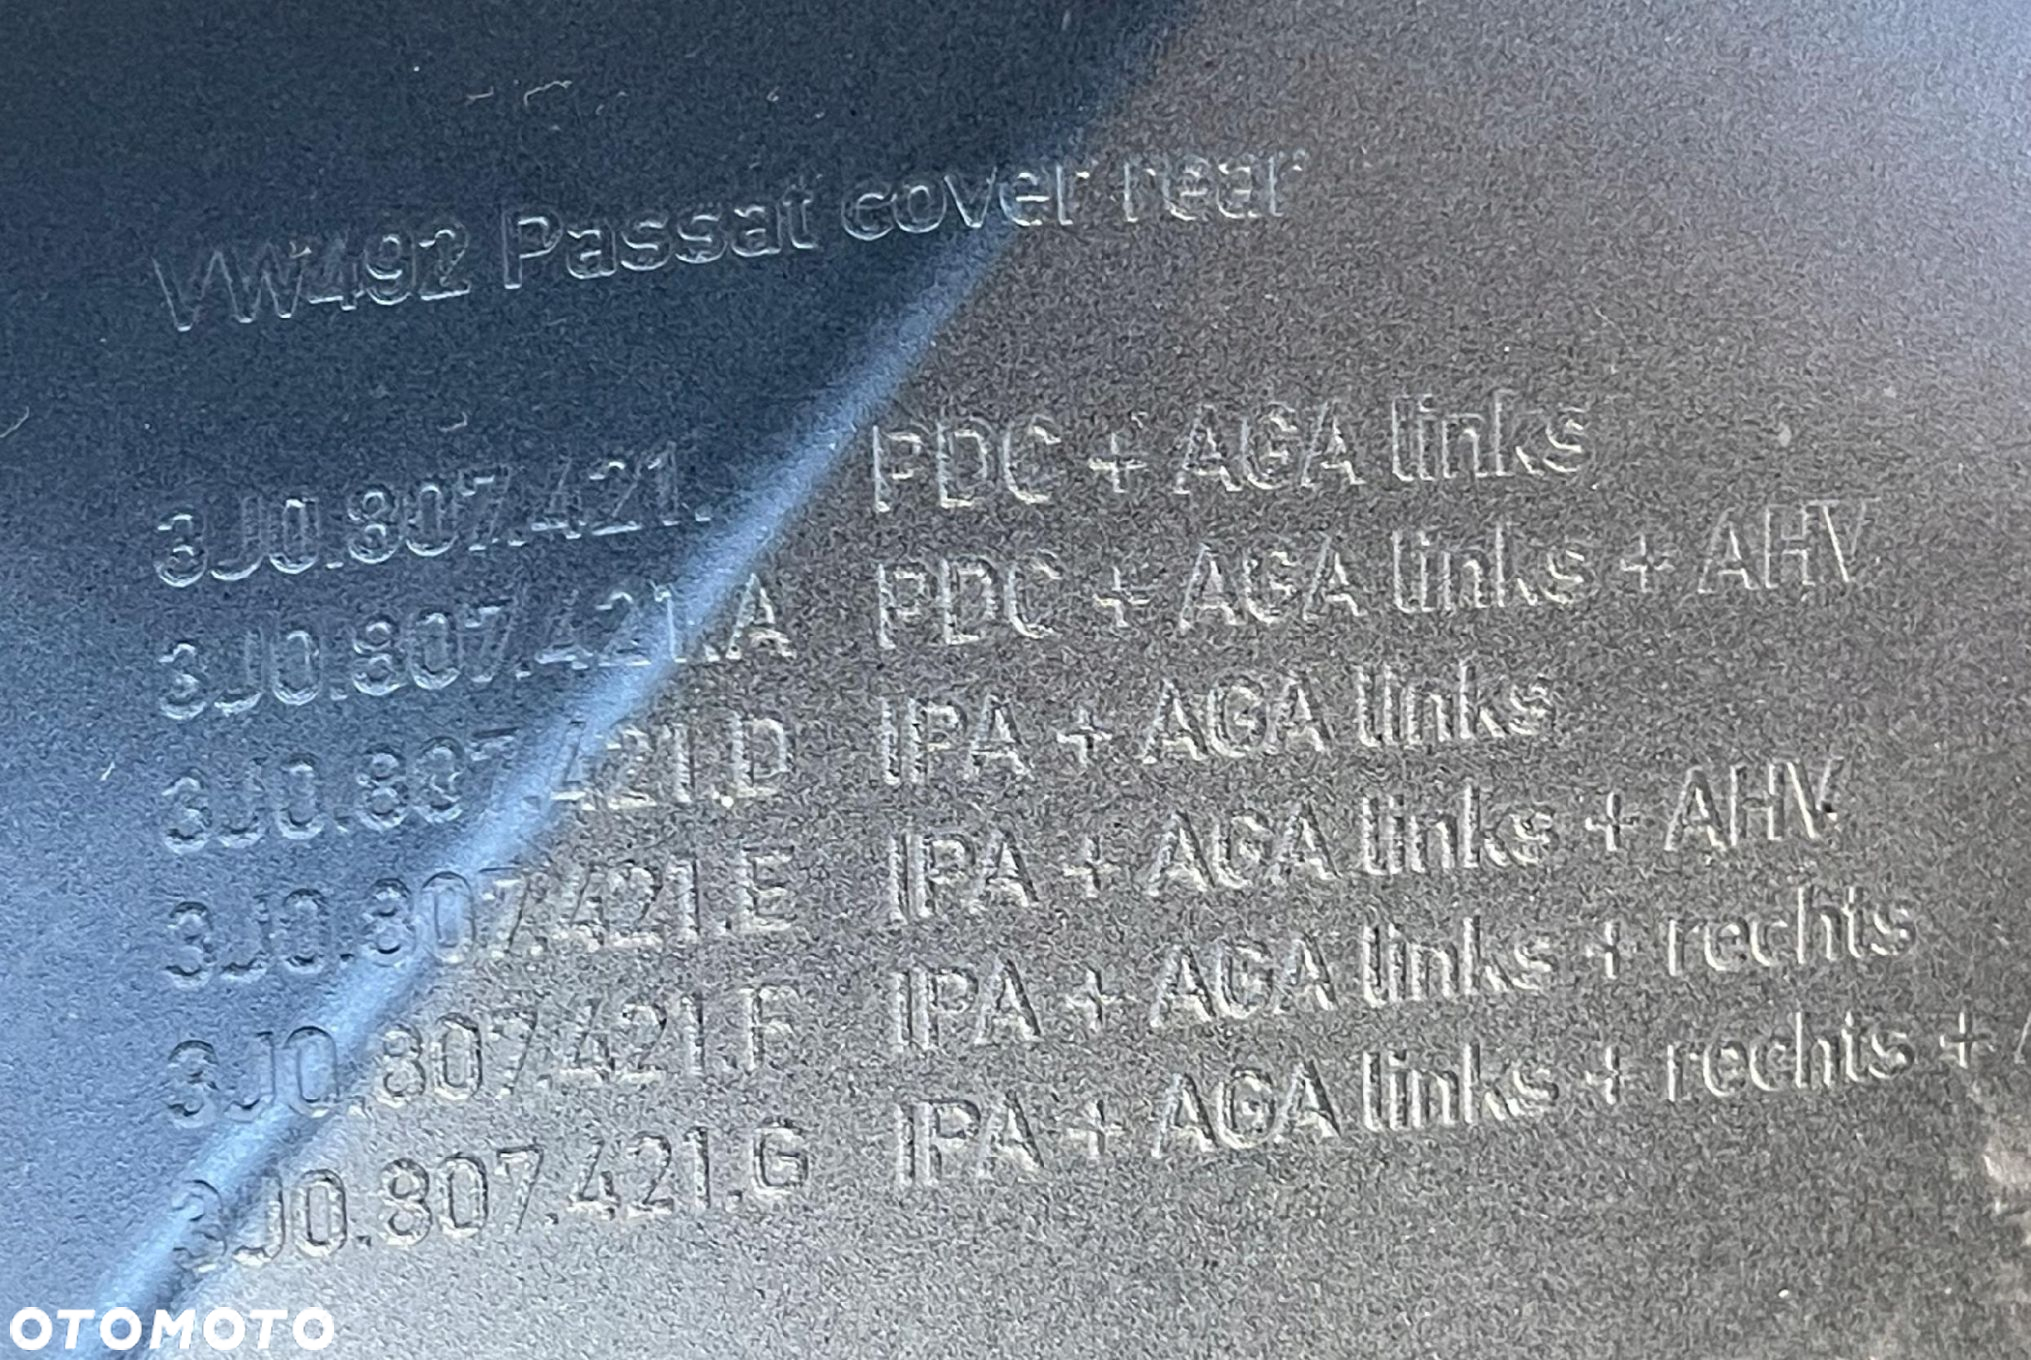 VW492 Passat cover rear
3J0.807.421. PDC + AGA links
3J0.807.421.A PDC + AGA links + AHV
3J0.807.421.D IPA + AGA links
3J0.807.421.E IPA + AGA links + AHV
3J0.807.421.F IPA + AGA links + rechts
3J0.807.421.G IPA + AGA links + rechts +
OTOMOTO